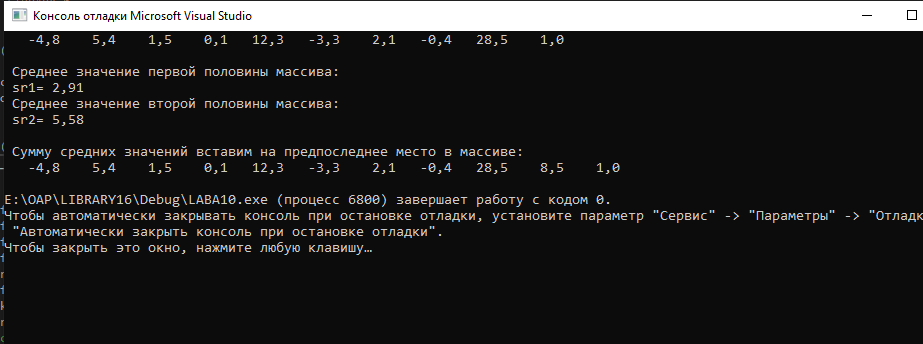 Консоль отладки Microsoft Visual Studio
-4,8 5,4 1,5 0,1 12,3 -3,3 2,1 -0,4 28,5 1,0
Среднее значение первой половины массива:
sr1= 2,91
Среднее значение второй половины массива:
sr2= 5,58
Сумму средних значений вставим на предпоследнее место в массиве:
-4,8 5,4 1,5 0,1 12,3 -3,3 2,1 -0,4 28,5 8,5 1,0
E:\OAP\LIBRARY16\Debug\LABA10.exe (процесс 6800) завершает работу с кодом 0.
Чтобы автоматически закрывать консоль при остановке отладки, установите параметр "Сервис" -> "Параметры" -> "Отладк
"Автоматически закрыть консоль при остановке отладки".
Чтобы закрыть это окно, нажмите любую клавишу…